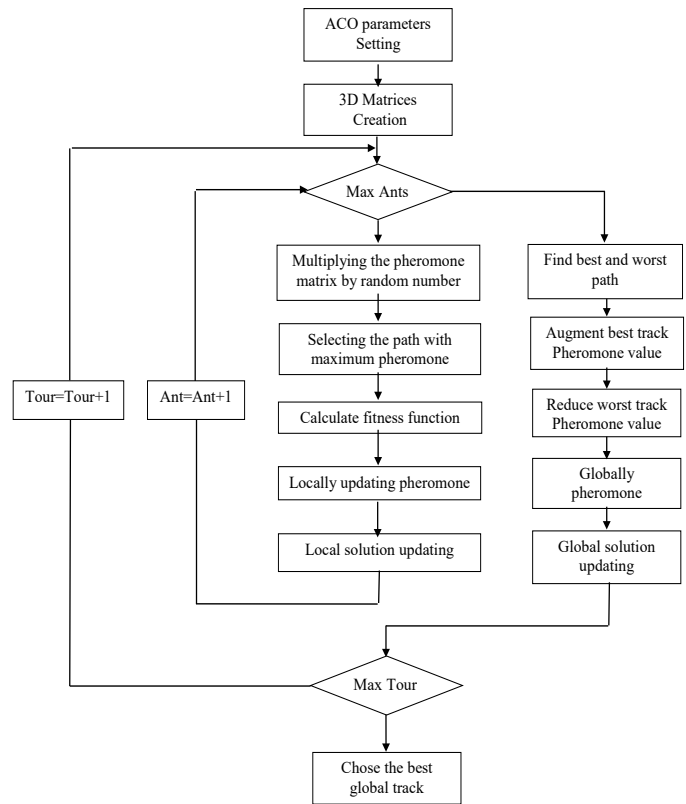 ACO parameters
Setting
3D Matrices
Creation
Max Ants
Multiplying the pheromone
matrix by random number
Selecting the path with
maximum pheromone
Calculate fitness function
Locally updating pheromone
Local solution updating
Find best and worst
path
Augment best track
Pheromone value
Reduce worst track
Pheromone value
Globally
pheromone
Global solution
updating
Tour=Tour+1
Ant=Ant+1
Max Tour
Chose the best
global track